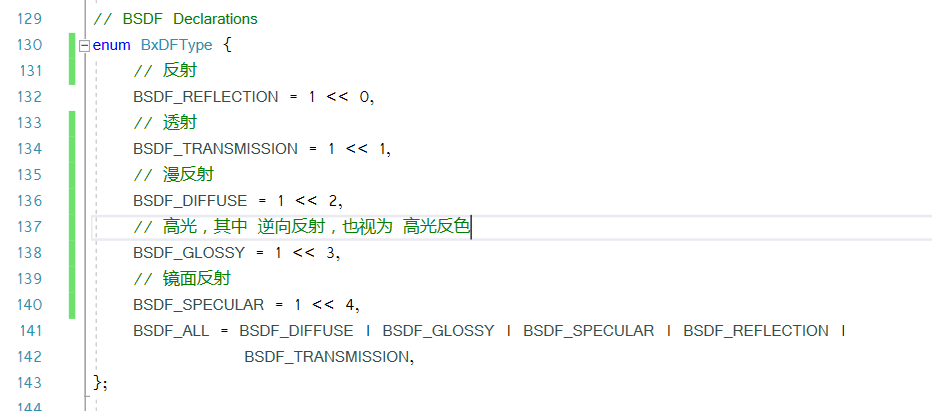 129 // BSDF Declarations
130 enum BxDFType {
131 // 反射
132 BSDF_REFLECTION = 1 << 0,
133 // 透射
134 BSDF_TRANSMISSION = 1 << 1,
135 // 漫反射
136 BSDF_DIFFUSE = 1 << 2,
137 // 高光，其中 逆向反射，也视为 高光反色
138 BSDF_GLOSSY = 1 << 3,
139 // 镜面反射
140 BSDF_SPECULAR = 1 << 4,
141 BSDF_ALL = BSDF_DIFFUSE | BSDF_GLOSSY | BSDF_SPECULAR | BSDF_REFLECTION |
142 BSDF_TRANSMISSION,
143 };
144